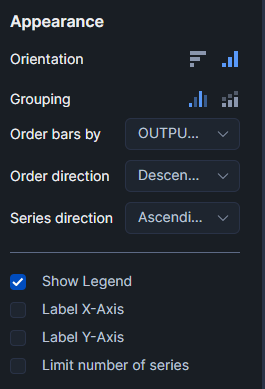 Appearance
Orientation
Grouping
Order bars by OUTPU...
Order direction Descen...
Series direction Ascendi...
Show Legend
Label X-Axis
Label Y-Axis
Limit number of series